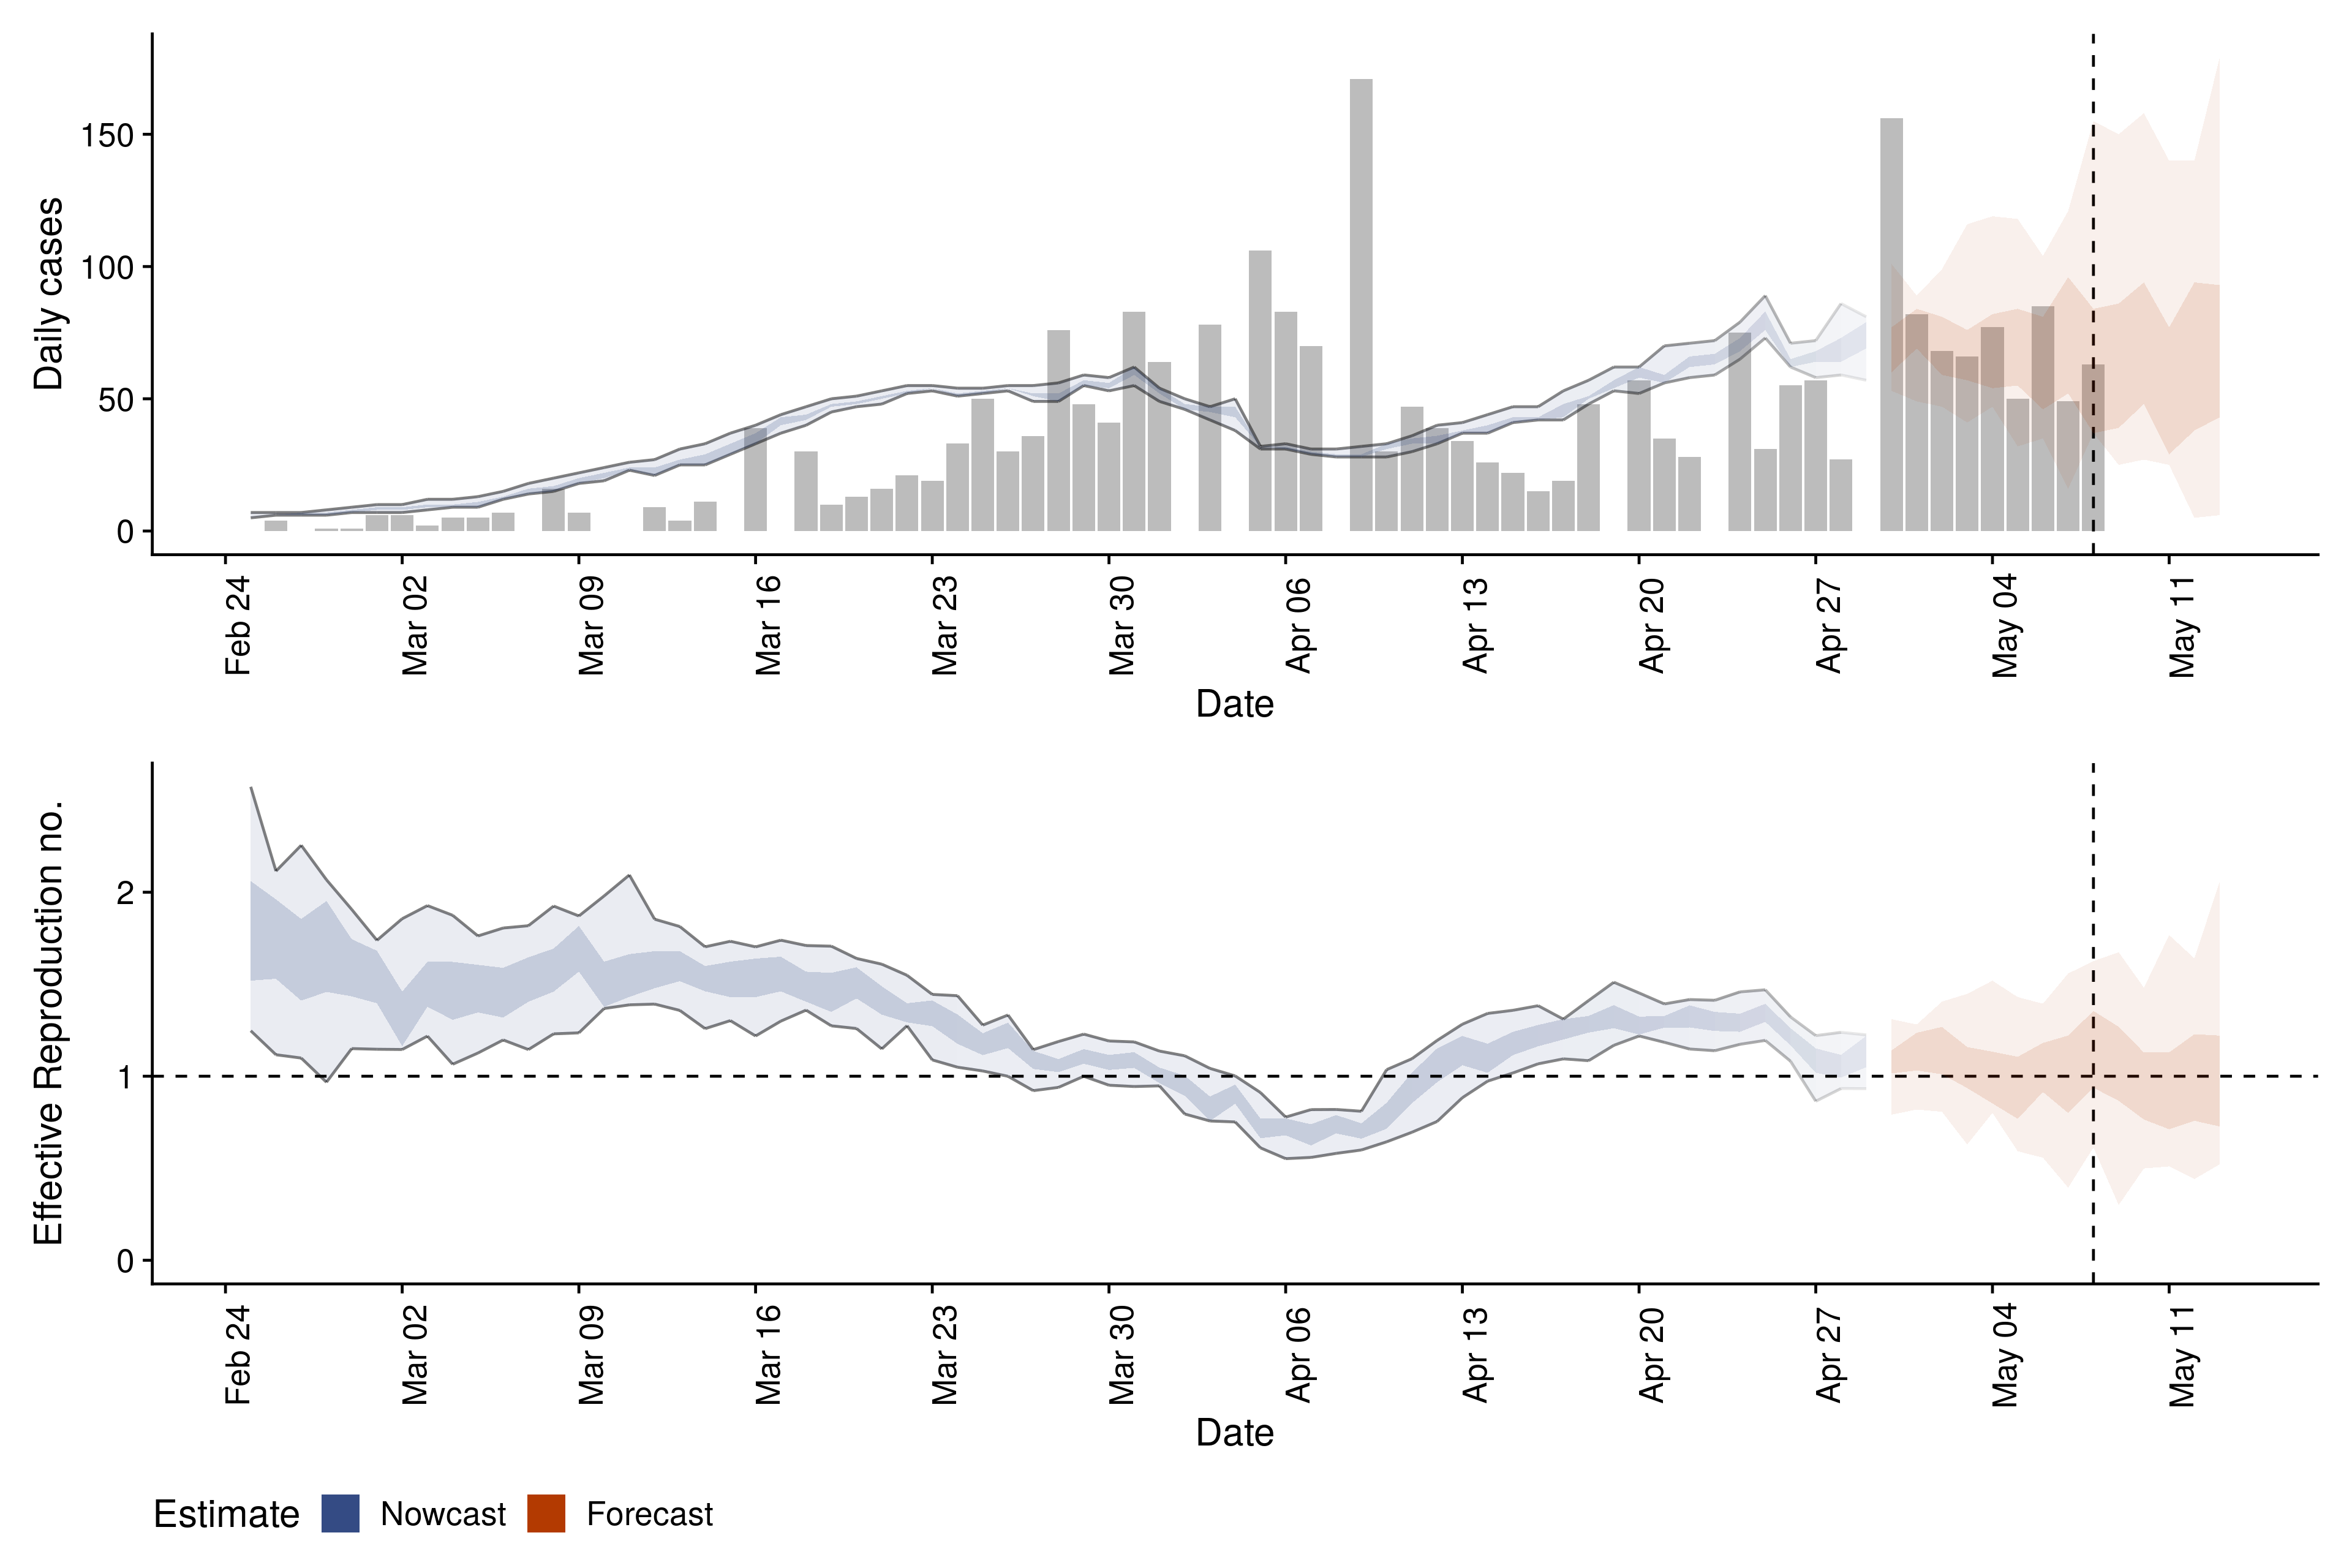 Daily cases
150
100
50
0
Feb 24
Mar 02
Mar 09
Mar 16
Mar 23
Mar 30
Apr 06
Apr 13
Apr 20
Apr 27
May 04
May 11
Date
Effective Reproduction no.
2
1
0
Feb 24
Mar 02
Mar 09
Mar 16
Mar 23
Mar 30
Apr 06
Apr 13
Apr 20
Apr 27
May 04
May 11
Date
Estimate Nowcast Forecast